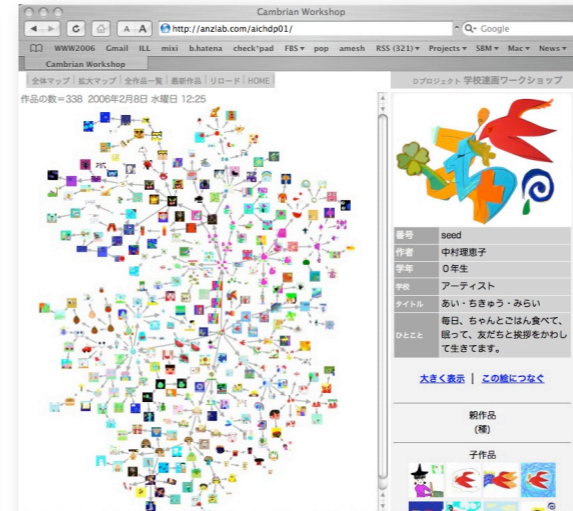 Cambrian Workshop
A A
http://anzlab.com/aichdp01/
Google
WWW2006 Gmail ILL mixi b.hatena check*pad FBS pop amesh RSS (321) Projects SBM Mac News
Cambrian Workshop
全体マップ | 拡大マップ | 全作品一覧 | 最新作品 | リロード | HOME
Dプロジェクト 学校連画ワークショップ
作品の数=338 2006年2月8日 水曜日 12:25
番号 seed
作者 中村理恵子
学年 0年生
学校 アーティスト
タイトル あい・ちきゅう・みらい
ひとこと 毎日、ちゃんとごはん食べて、
眠って、友だちと挨拶をかわし
て生きてます。
大きく表示 | この絵につなぐ
親作品
(種)
子作品